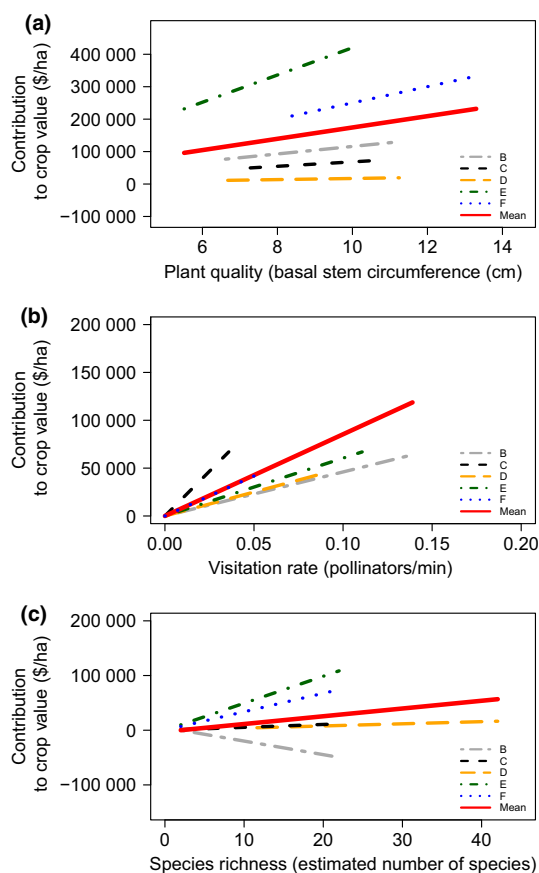 (a)
Contribution
to crop value ($/ha)
400 000
300 000
200 000
100 000
0
−100 000
B
C
D
E
F
Mean
6 8 10 12 14
Plant quality (basal stem circumference (cm)
(b)
Contribution
to crop value ($/ha)
200 000
150 000
100 000
50 000
0
B
C
D
E
F
Mean
0.00 0.05 0.10 0.15 0.20
Visitation rate (pollinators/min)
(c)
Contribution
to crop value ($/ha)
200 000
100 000
0
−100 000
B
C
D
E
F
Mean
0 10 20 30 40
Species richness (estimated number of species)